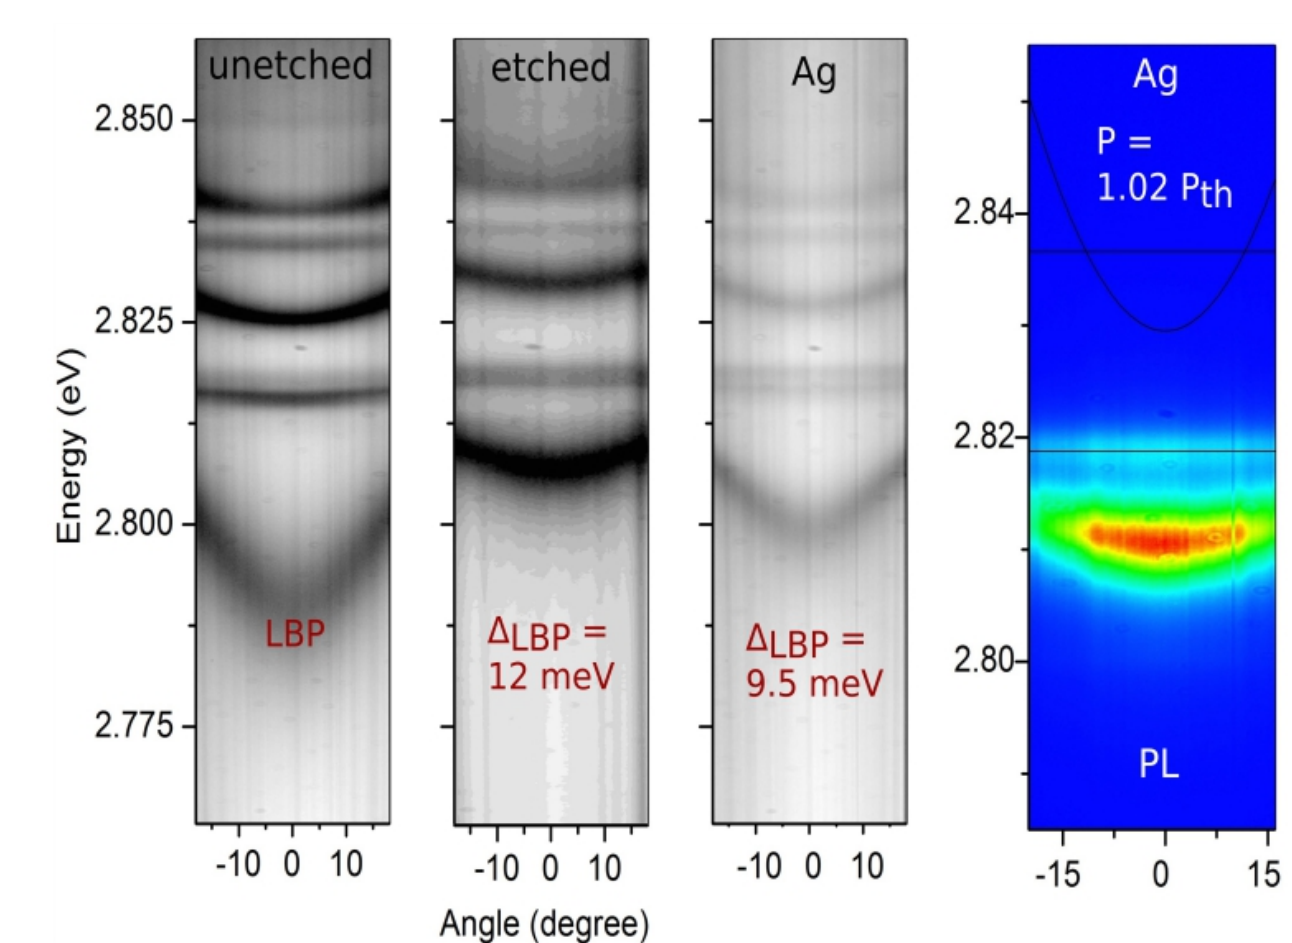 unetched
etched
Ag
Ag
P =
1.02 Pth
2.850
2.825
2.800
2.775
Energy (eV)
LBP
ΔLBP =
12 meV
ΔLBP =
9.5 meV
2.84
2.82
2.80
PL
-10 0 10
-10 0 10
-10 0 10
-15 0 15
Angle (degree)